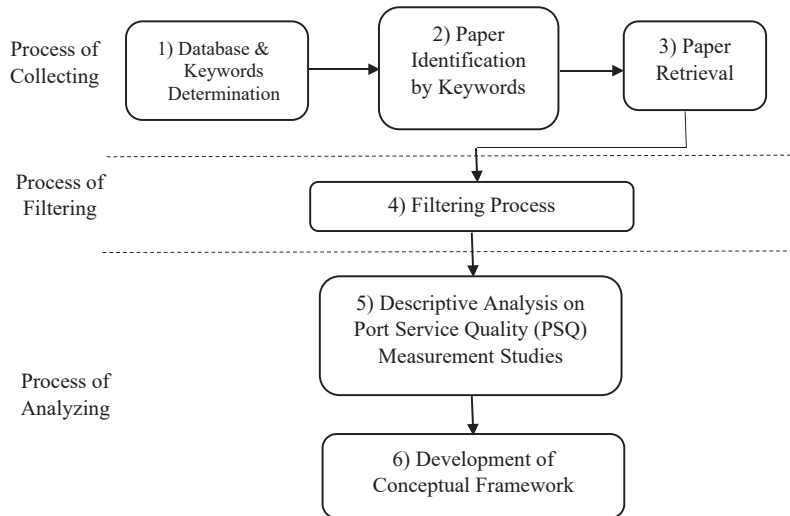 Process of
Collecting
1) Database &
Keywords
Determination
2) Paper
Identification
by Keywords
3) Paper
Retrieval
Process of
Filtering
4) Filtering Process
5) Descriptive Analysis on
Port Service Quality (PSQ)
Measurement Studies
Process of
Analyzing
6) Development of
Conceptual Framework